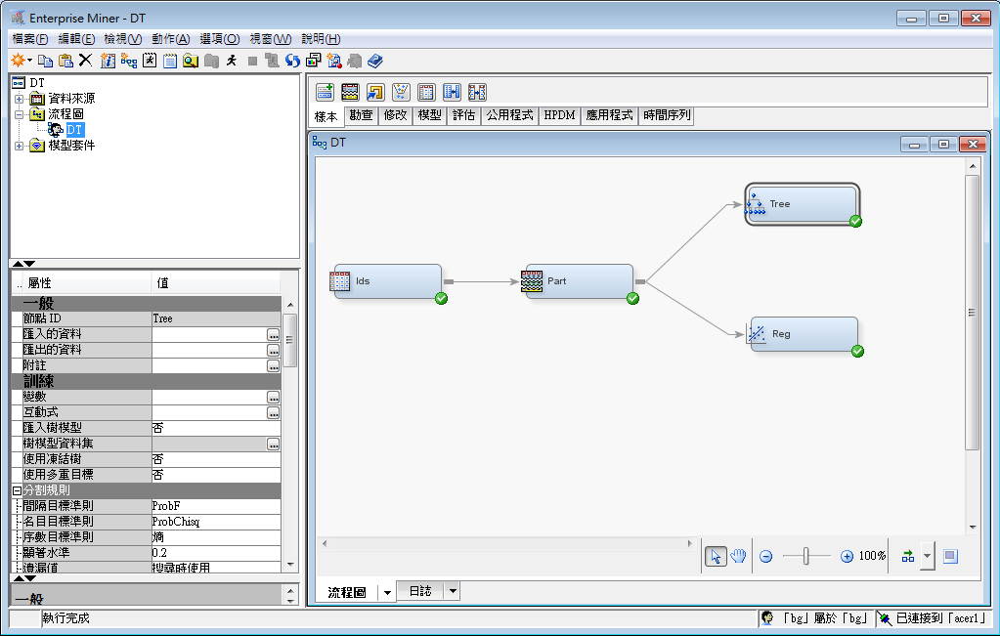 Enterprise Miner - DT
檔案(F) 編輯(E) 檢視(V) 動作(A) 選項(O) 視窗(W) 說明(H)
DT
資料來源
流程圖
DT
模型套件
樣本 勘查 修改 模型 評估 公用程式 HPDM 應用程式 時間序列
DT
Tree
Ids
Part
Reg
.. 屬性 值
一般
節點 ID Tree
匯入的資料 ...
匯出的資料 ...
附註 ...
訓練
變數 ...
互動式 ...
匯入樹模型 否
樹模型資料集 ...
使用凍結樹 否
使用多重目標 否
分割規則
間隔目標準則 ProbF
名目目標準則 ProbChisq
序數目標準則 熵
顯著水準 0.2
遺漏值 搜尋時使用
一般
100%
流程圖 日誌
執行完成
「bg」屬於「bg」 已連接到「acer1」